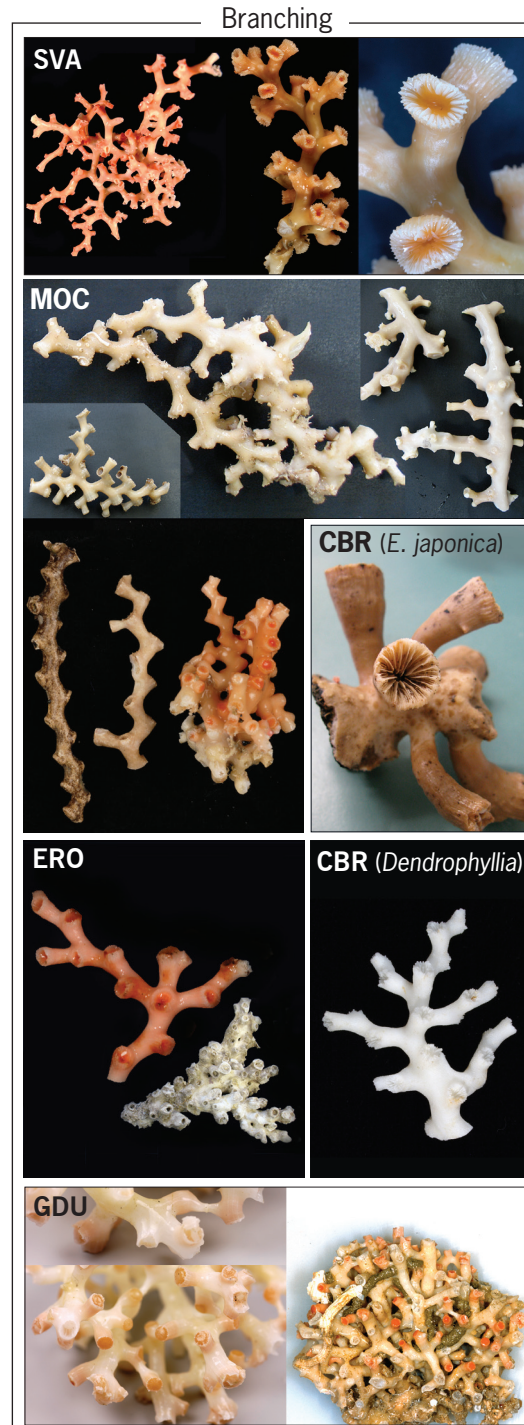 Branching
SVA
MOC
CBR (E. japonica)
ERO
CBR (Dendrophyllia)
GDU